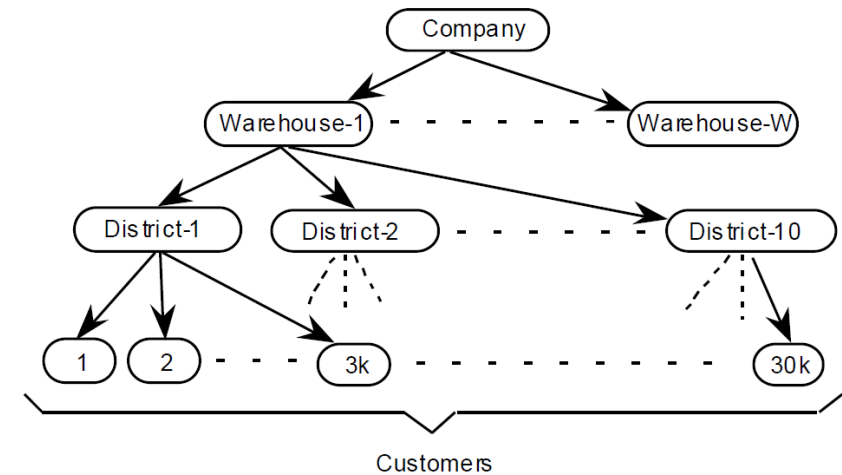 Company
Warehouse-1
Warehouse-W
District-1
District-2
District-10
1
2
3k
30k
Customers